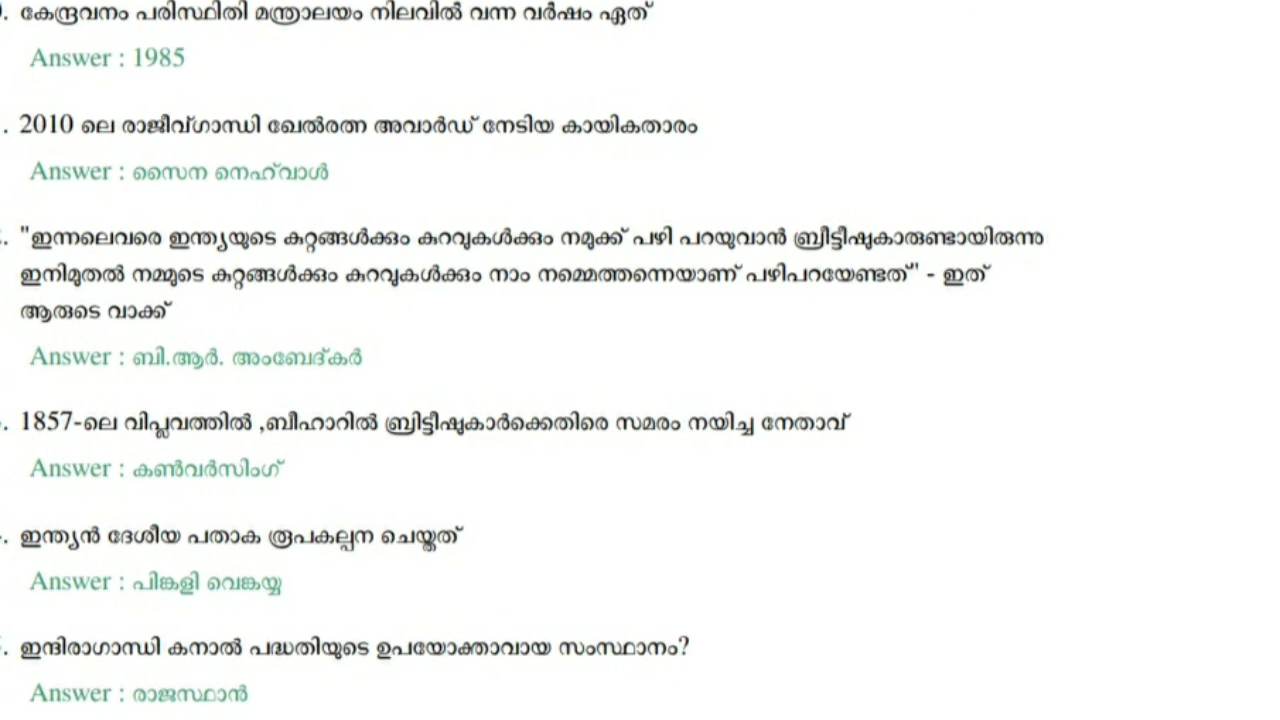 . കേന്ദ്രവനം പരിസ്ഥിതി മന്ത്രാലയം നിലവിൽ വന്ന വർഷം ഏത്
Answer : 1985
. 2010 ലെ രാജീവ്ഗാന്ധി ഖേൽരത്ന അവാർഡ് നേടിയ കായികതാരം
Answer : സൈന നെഹ്‌വാൾ
. "ഇന്നലെവരെ ഇന്ത്യയുടെ കുറ്റങ്ങൾക്കും കുറവുകൾക്കും നമുക്ക് പഴി പറയുവാൻ ബ്രീട്ടീഷുകാരുണ്ടായിരുന്നു
ഇനിമുതൽ നമ്മുടെ കുറ്റങ്ങൾക്കും കുറവുകൾക്കും നാം നമ്മെത്തന്നെയാണ് പഴിപറയേണ്ടത്" - ഇത്
ആരുടെ വാക്ക്
Answer : ബി.ആർ. അംബേദ്കർ
. 1857-ലെ വിപ്ലവത്തിൽ ,ബീഹാറിൽ ബ്രിട്ടീഷുകാർക്കെതിരെ സമരം നയിച്ച നേതാവ്
Answer : കൺവർസിംഗ്
. ഇന്ത്യൻ ദേശീയ പതാക രൂപകല്പന ചെയ്തത്
Answer : പിങ്കളി വെങ്കയ്യ
. ഇന്ദിരാഗാന്ധി കനാൽ പദ്ധതിയുടെ ഉപയോക്താവായ സംസ്ഥാനം?
Answer : രാജസ്ഥാൻ